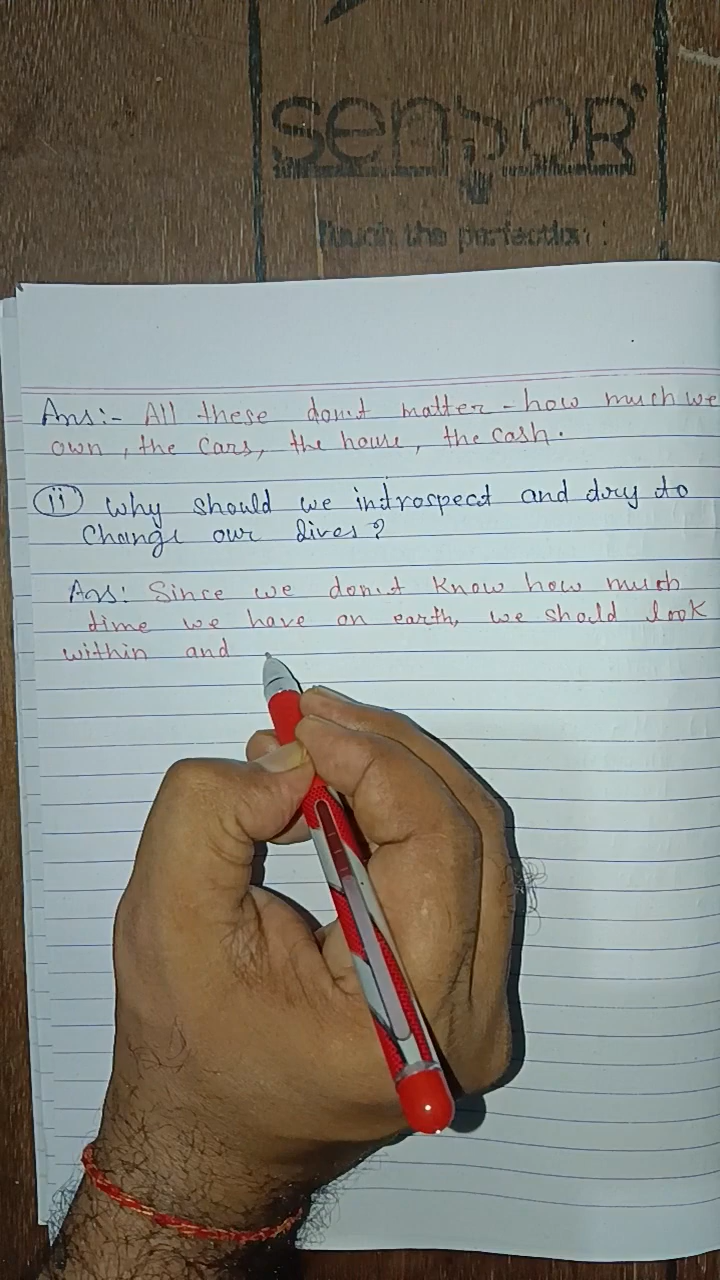 sensOR
Touch the perfection
Ans:- All these don't matter - how much we
own, the cars, the house, the cash.
ii Why should we introspect and try to
change our lives?
Ans: Since we don't know how much
time we have on earth, we should look
within and